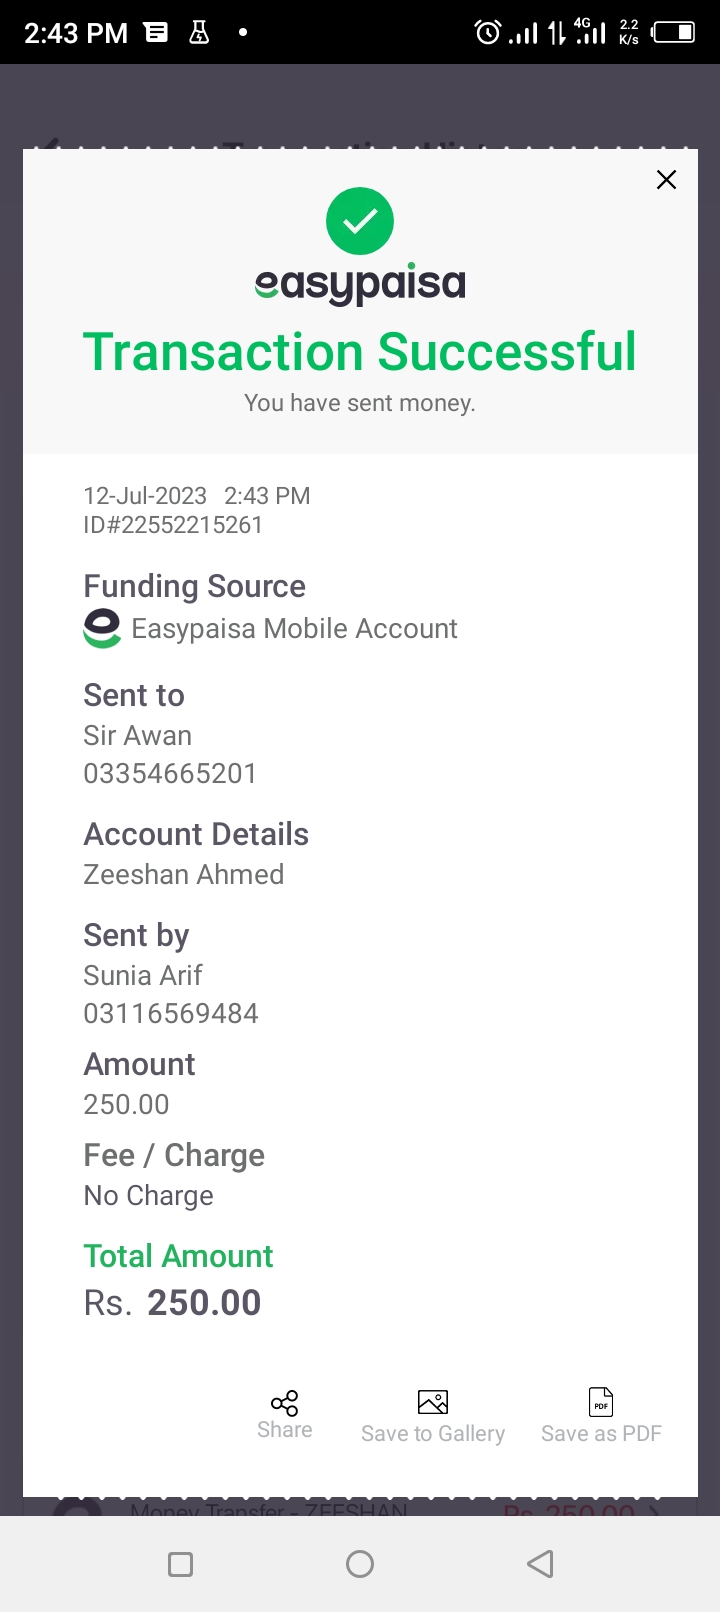 2:43 PM
4G
2.2
K/s
easypaisa
Transaction Successful
You have sent money.
12-Jul-2023 2:43 PM
ID#22552215261
Funding Source
Easypaisa Mobile Account
Sent to
Sir Awan
03354665201
Account Details
Zeeshan Ahmed
Sent by
Sunia Arif
03116569484
Amount
250.00
Fee / Charge
No Charge
Total Amount
Rs. 250.00
PDF
Share
Save to Gallery
Save as PDF
Money Transfer - ZEESHAN
Rs. 250.00